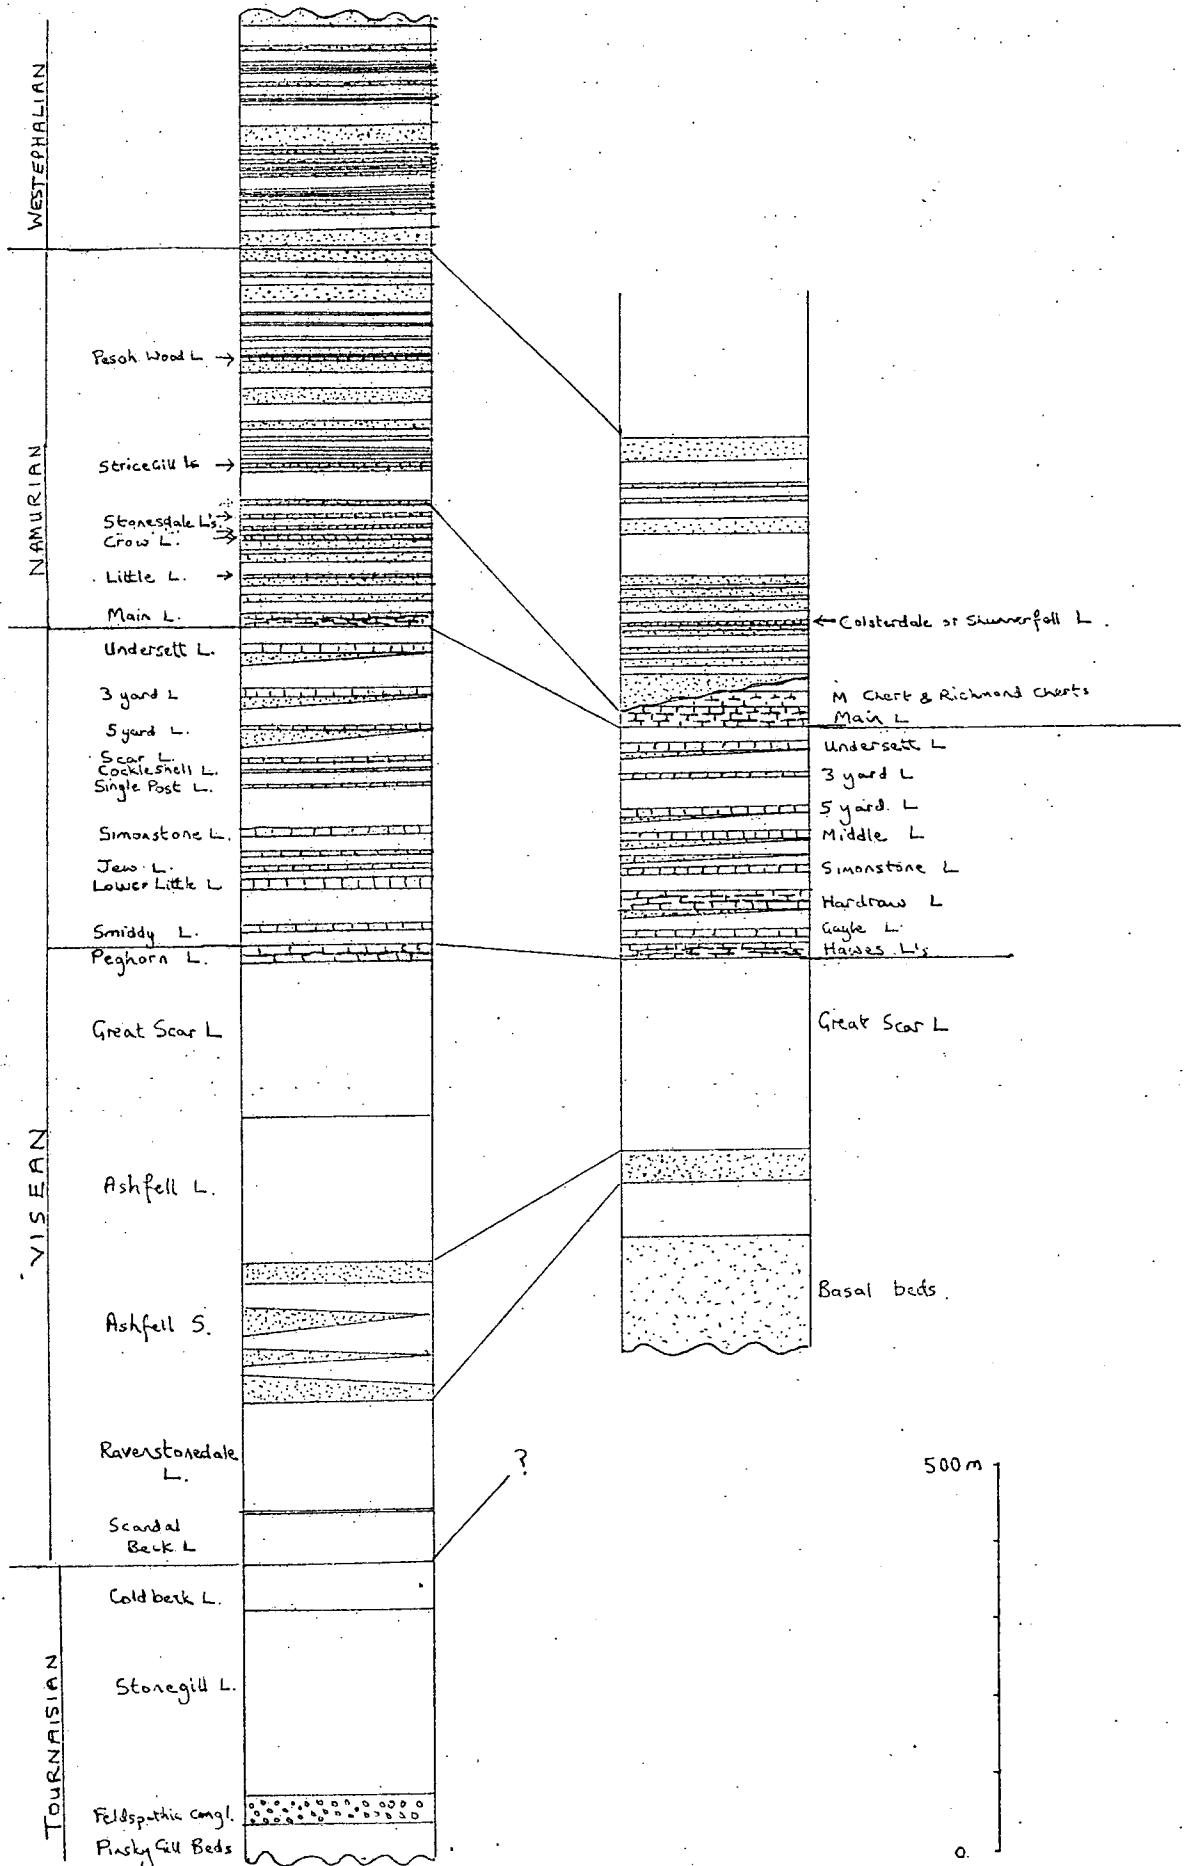 WESTEPHALIAN
NAMURIAN
VISEAN
TOURNAISIAN
Pesoh Wood L →
Stricegill Ls →
Stonesdale L's
Crow L.
Little L. →
Main L.
Undersett L.
3 yard L
5 yard L.
Scar L.
Cockleshell L.
Single Post L.
Simonstone L.
Jew L.
Lower Little L
Smiddy L.
Peghorn L.
Great Scar L
Ashfell L.
Ashfell S.
Ravenstonedale
L.
Scandal
Beck L
Coldbeck L.
Stonegill L.
Feldspathic Congl.
Pinsky Gill Beds
← Colsterdale or Shunnerfell L.
M Chert & Richmond Cherts
Main L
Undersett L
3 yard L
5 yard L
Middle L
Simonstone L
Hardraw L
Gayle L.
Hawes L's
Great Scar L
Basal beds.
?
500m
0.